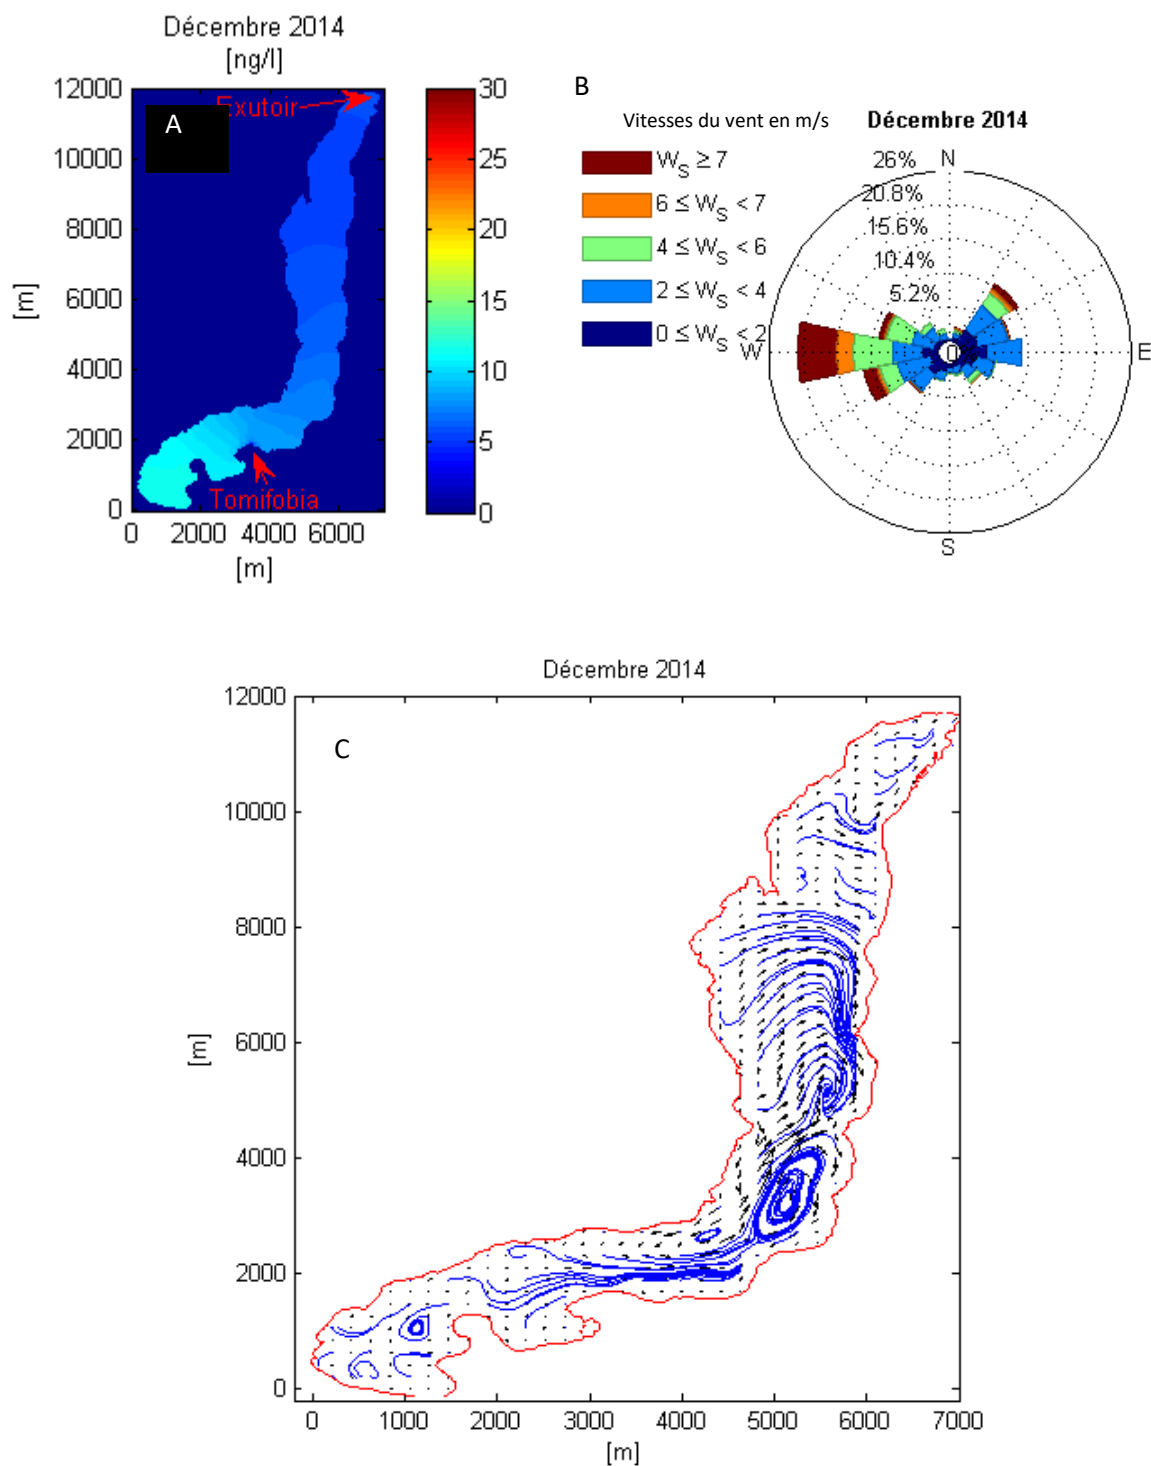 Décembre 2014
[ng/l]
A
Exutoir
Tomifobia
12000
10000
8000
6000
4000
2000
0
[m]
0 2000 4000 6000
[m]
30
25
20
15
10
5
0
B
Vitesses du vent en m/s
Décembre 2014
W_S ≥ 7
6 ≤ W_S < 7
4 ≤ W_S < 6
2 ≤ W_S < 4
0 ≤ W_S < 2
26%
20.8%
15.6%
10.4%
5.2%
0
N
W
E
S
Décembre 2014
C
12000
10000
8000
6000
4000
2000
0
[m]
0 1000 2000 3000 4000 5000 6000 7000
[m]